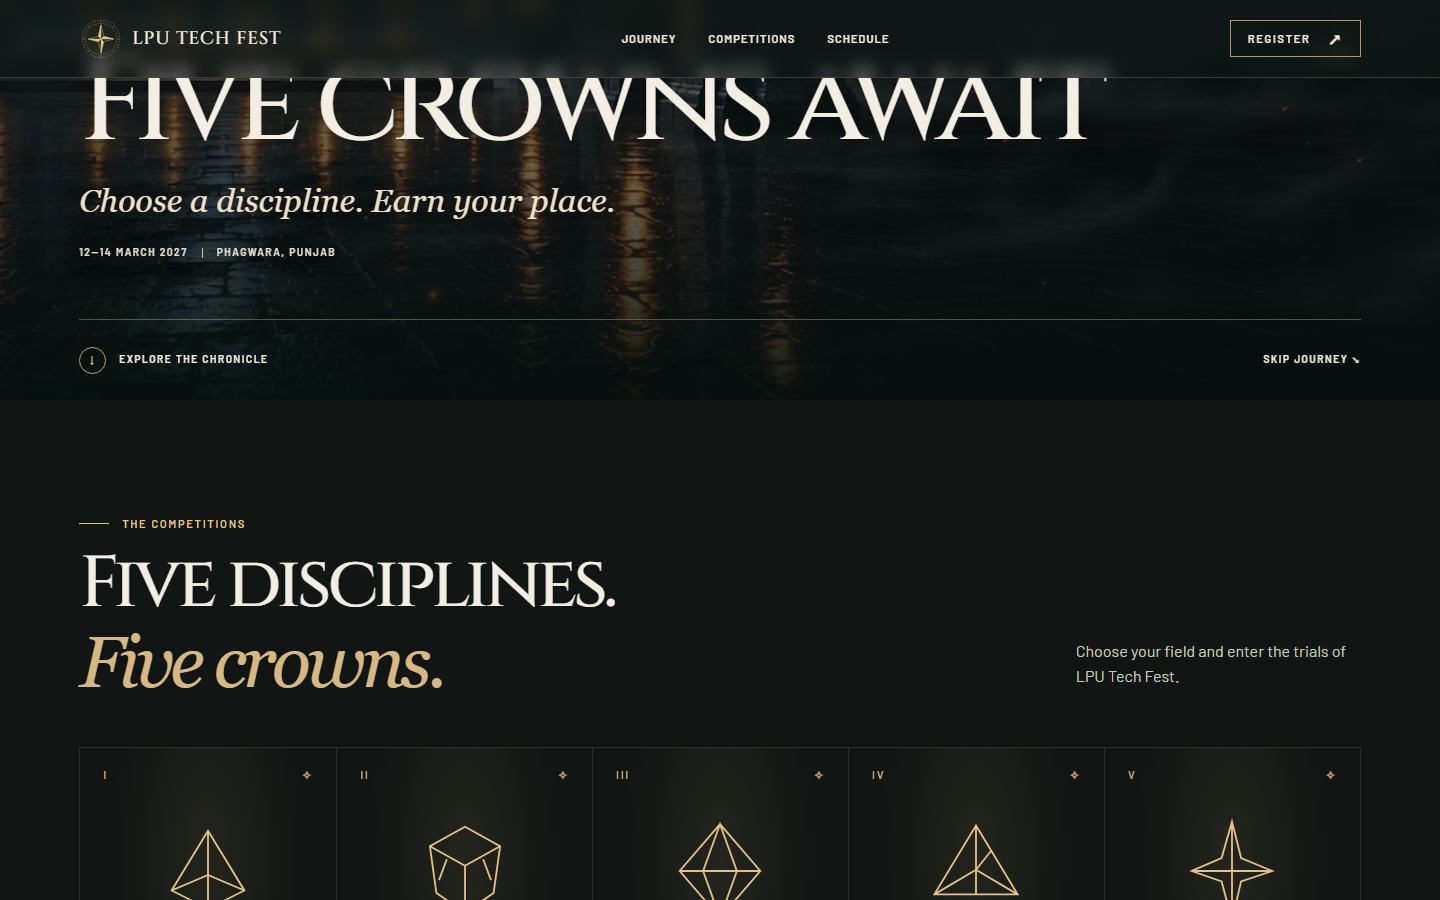 LPU TECH FEST
JOURNEY COMPETITIONS SCHEDULE
REGISTER ↗
FIVE CROWNS AWAIT
Choose a discipline. Earn your place.
12–14 MARCH 2027 | PHAGWARA, PUNJAB
↓ EXPLORE THE CHRONICLE
SKIP JOURNEY ↘
THE COMPETITIONS
FIVE DISCIPLINES.
Five crowns.
Choose your field and enter the trials of
LPU Tech Fest.
I II III IV V